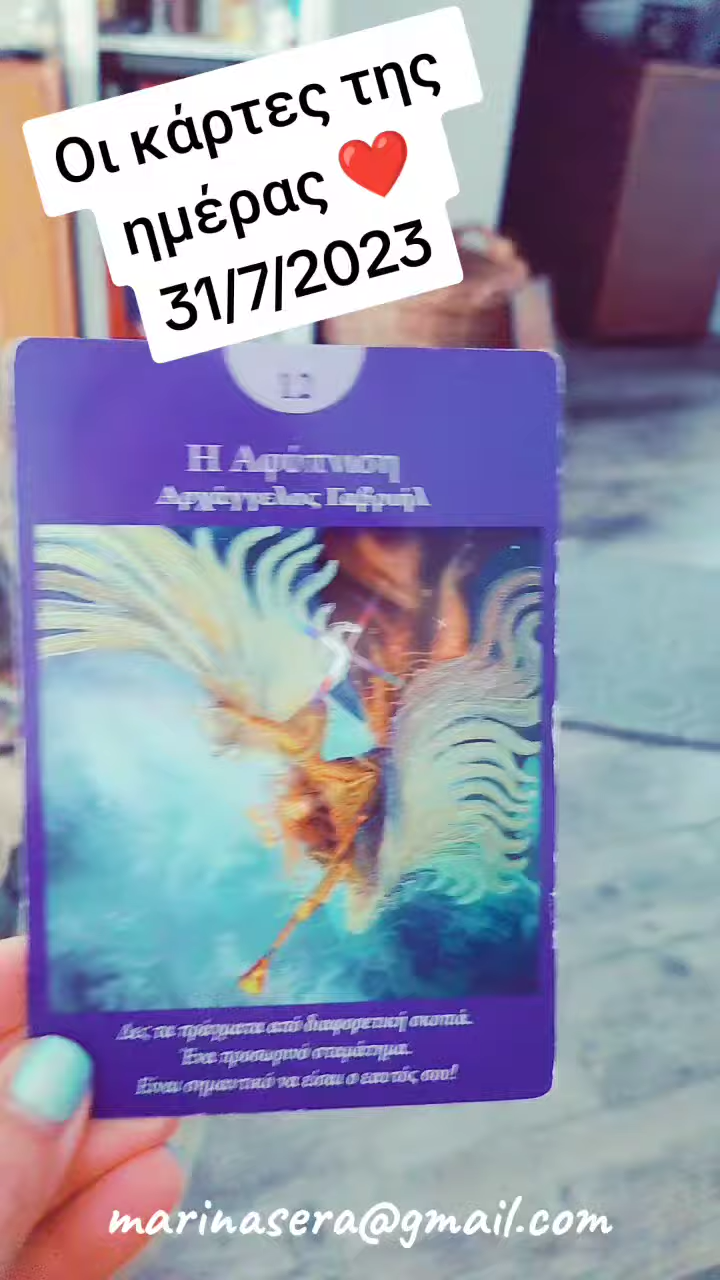 Οι κάρτες της
ημέρας ❤️
31/7/2023
12
Η Αφύπνιση
Αρχάγγελος Γαβριήλ
Δες τα πράγματα από διαφορετική σκοπιά.
Ένα προσωρινό σταμάτημα.
Είναι σημαντικό να είσαι ο εαυτός σου!
marinasera@gmail.com